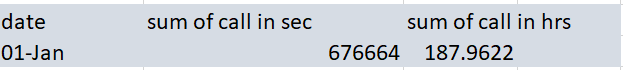 date sum of call in sec sum of call in hrs
01-Jan 676664 187.9622